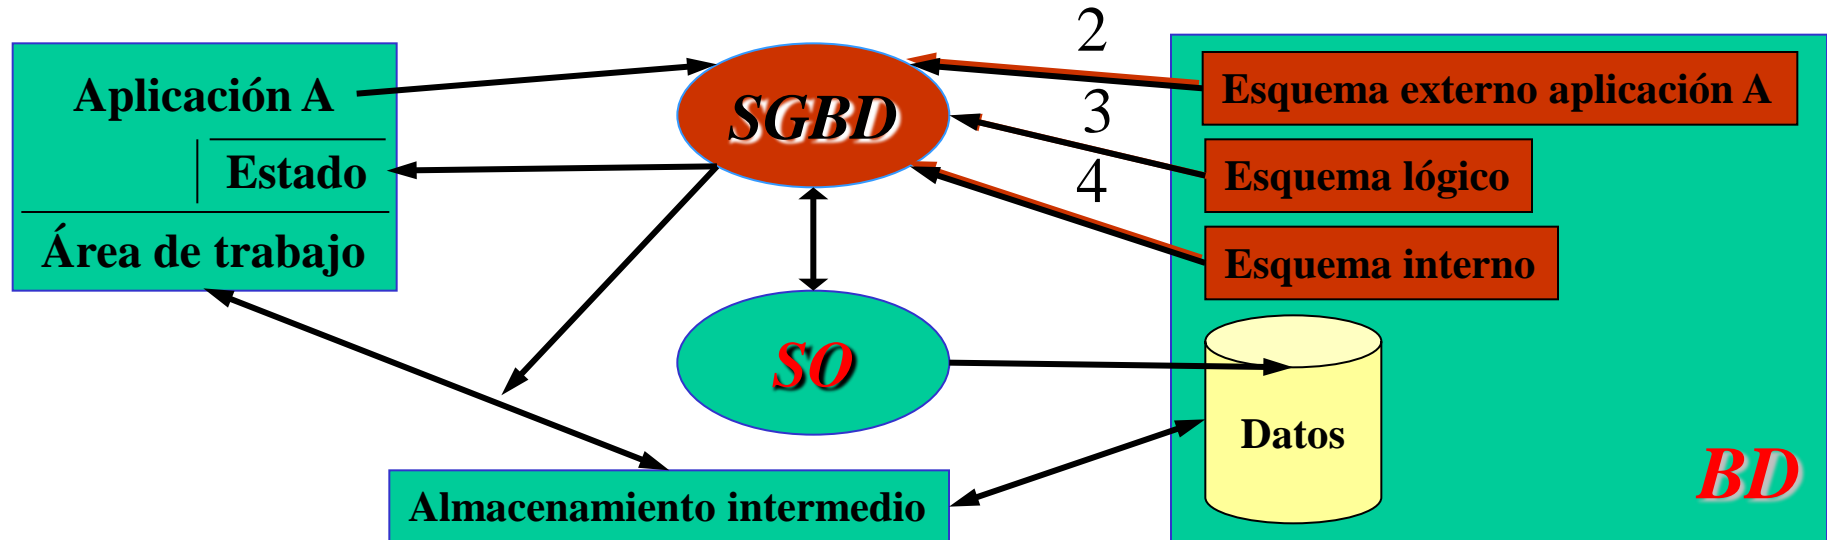 Aplicación A
Estado
Área de trabajo
SGBD
SO
Almacenamiento intermedio
2
3
4
Esquema externo aplicación A
Esquema lógico
Esquema interno
Datos
BD